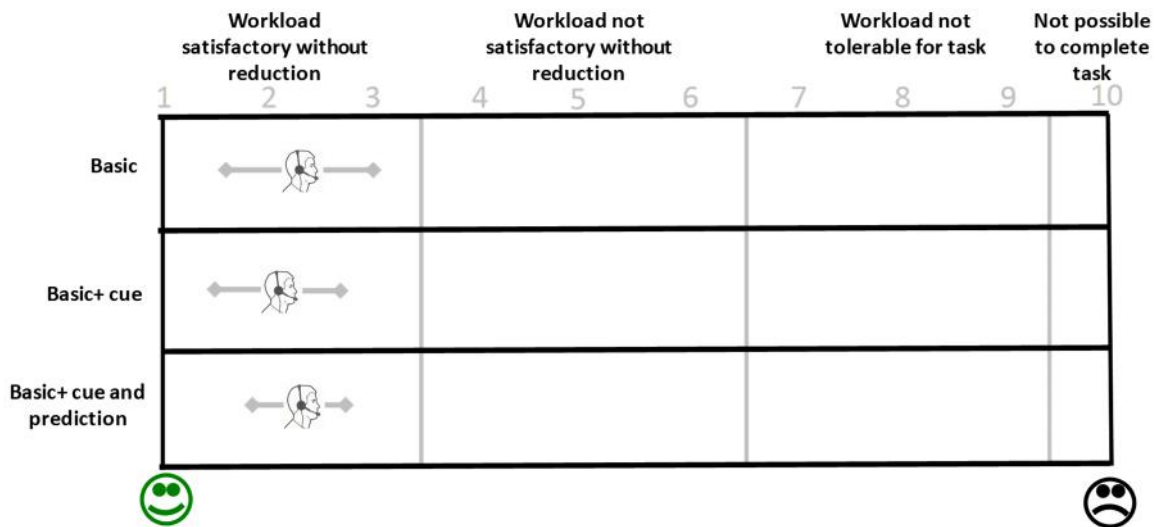 Workload
satisfactory without
reduction
Workload not
satisfactory without
reduction
Workload not
tolerable for task
Not possible
to complete
task
1 2 3 4 5 6 7 8 9 10
Basic
Basic+ cue
Basic+ cue and
prediction